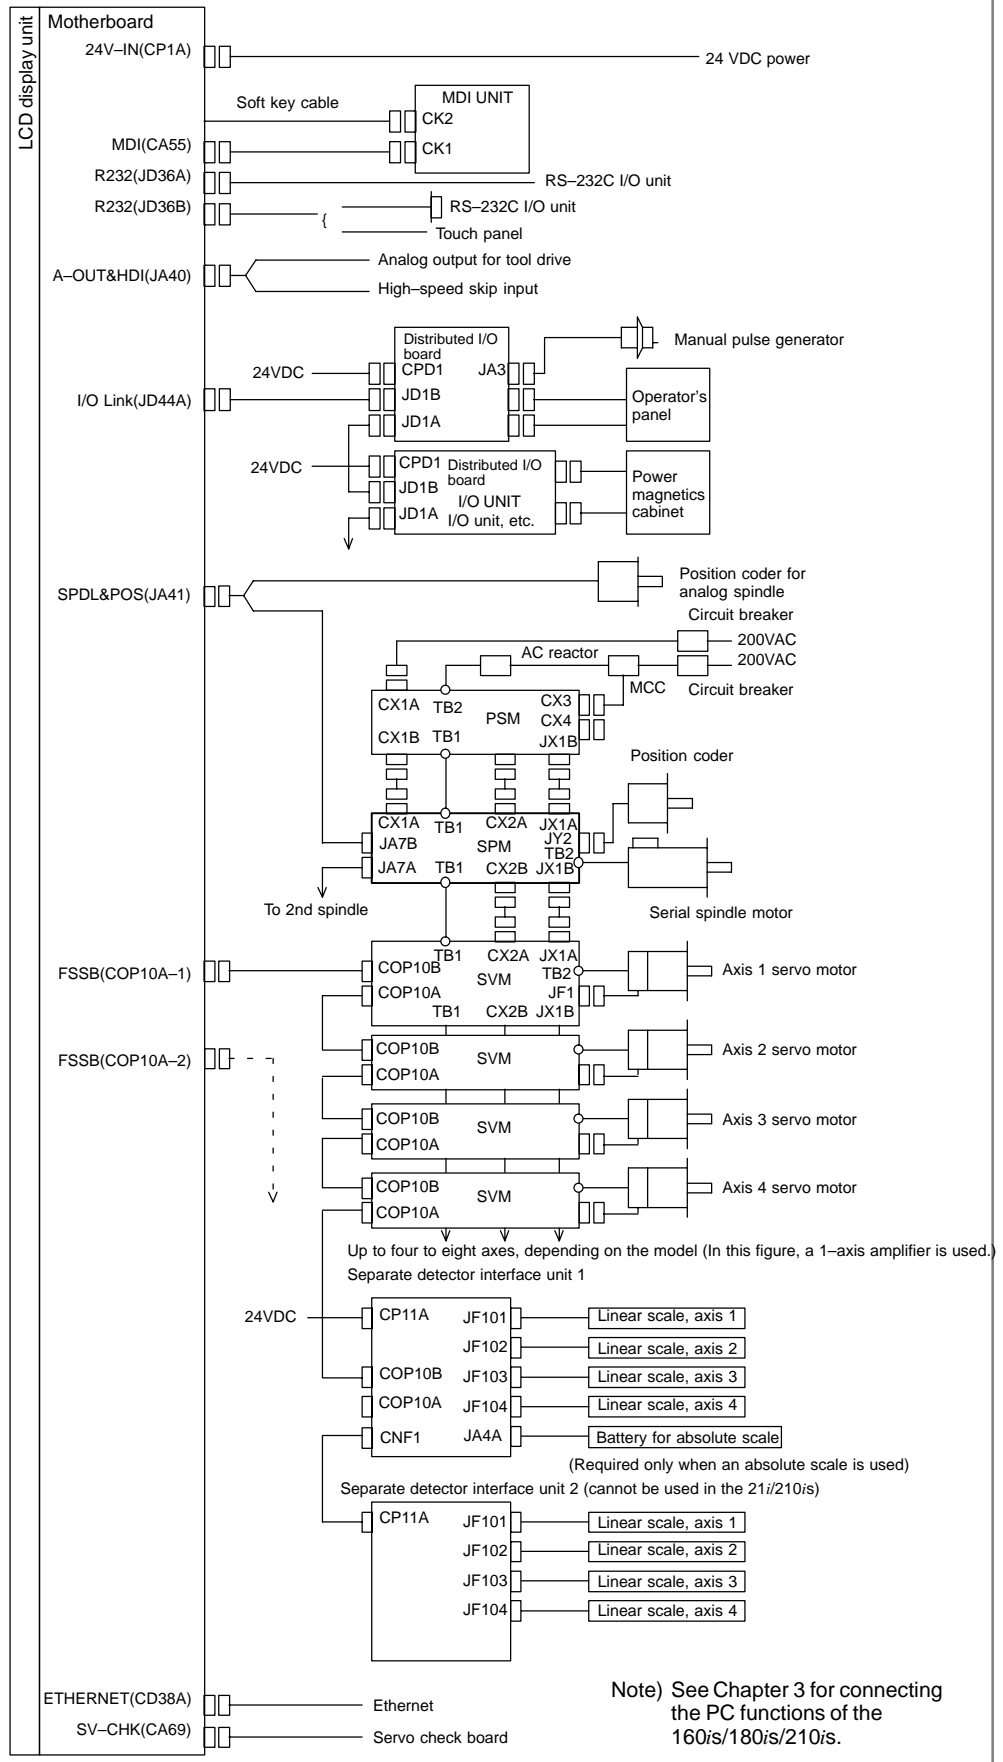 LCD display unit
Motherboard
24V–IN(CP1A)
24 VDC power
Soft key cable
MDI UNIT
CK2
MDI(CA55)
CK1
R232(JD36A)
RS–232C I/O unit
R232(JD36B)
{
RS–232C I/O unit
Touch panel
A–OUT&HDI(JA40)
Analog output for tool drive
High–speed skip input
Distributed I/O
board
Manual pulse generator
24VDC
CPD1
JA3
I/O Link(JD44A)
JD1B
JD1A
Operator's
panel
24VDC
CPD1
Distributed I/O
board
JD1B
I/O UNIT
JD1A
I/O unit, etc.
Power
magnetics
cabinet
SPDL&POS(JA41)
Position coder for
analog spindle
Circuit breaker
200VAC
AC reactor
200VAC
MCC
Circuit breaker
CX1A
TB2
PSM
CX3
CX4
CX1B
TB1
JX1B
Position coder
CX1A
TB1
CX2A
JX1A
JA7B
SPM
JY2
TB2
JA7A
TB1
CX2B
JX1B
To 2nd spindle
Serial spindle motor
FSSB(COP10A–1)
TB1
CX2A
JX1A
COP10B
SVM
TB2
Axis 1 servo motor
COP10A
JF1
TB1
CX2B
JX1B
FSSB(COP10A–2)
COP10B
SVM
Axis 2 servo motor
COP10A
COP10B
SVM
Axis 3 servo motor
COP10A
COP10B
SVM
Axis 4 servo motor
COP10A
Up to four to eight axes, depending on the model (In this figure, a 1–axis amplifier is used.)
Separate detector interface unit 1
24VDC
CP11A
JF101
Linear scale, axis 1
JF102
Linear scale, axis 2
COP10B
JF103
Linear scale, axis 3
COP10A
JF104
Linear scale, axis 4
CNF1
JA4A
Battery for absolute scale
(Required only when an absolute scale is used)
Separate detector interface unit 2 (cannot be used in the 21i/210is)
CP11A
JF101
Linear scale, axis 1
JF102
Linear scale, axis 2
JF103
Linear scale, axis 3
JF104
Linear scale, axis 4
ETHERNET(CD38A)
Ethernet
SV–CHK(CA69)
Servo check board
Note) See Chapter 3 for connecting
the PC functions of the
160is/180is/210is.